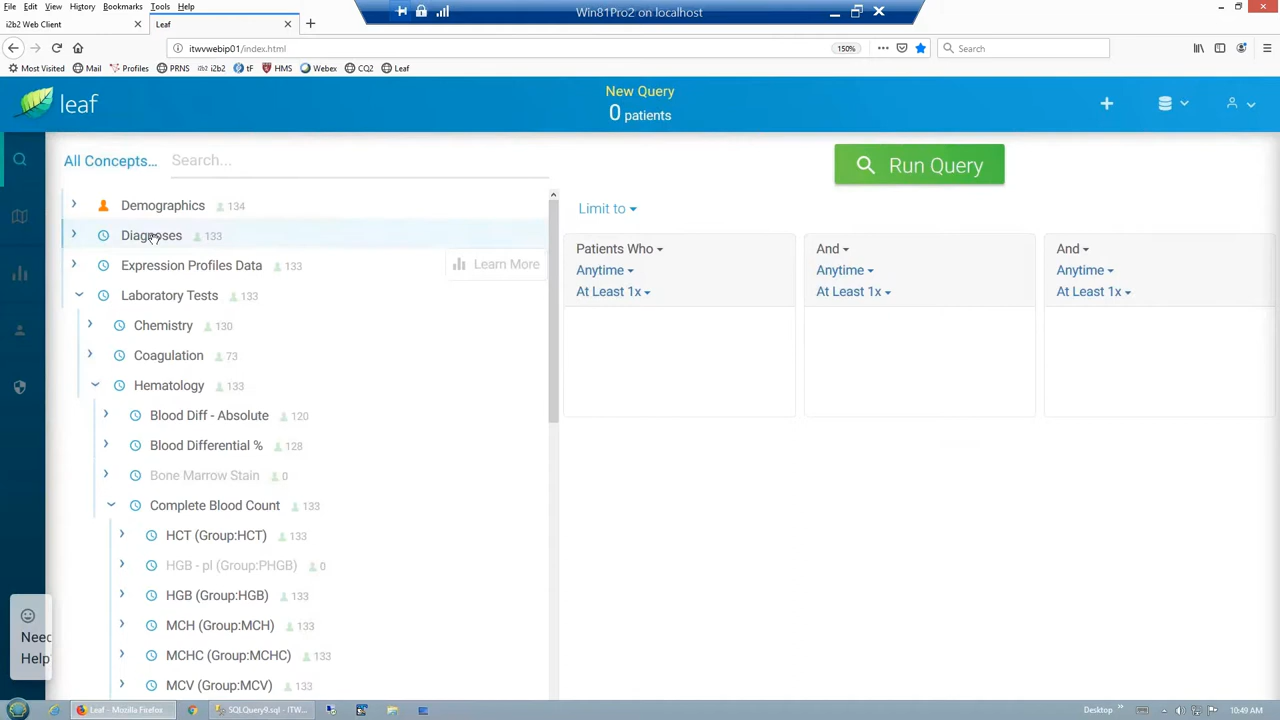 File Edit View History Bookmarks Tools Help
Win81Pro2 on localhost
i2b2 Web Client
Leaf
itwvwebip01/index.html
150%
Search
Most Visited Mail Profiles PRNS i2b2 tF HMS Webex CQ2 Leaf
leaf
New Query
0 patients
All Concepts...
Search...
Run Query
Demographics 134
Diagnoses 133
Learn More
Expression Profiles Data 133
Laboratory Tests 133
Chemistry 130
Coagulation 73
Hematology 133
Blood Diff - Absolute 120
Blood Differential % 128
Bone Marrow Stain 0
Complete Blood Count 133
HCT (Group:HCT) 133
HGB - pl (Group:PHGB) 0
HGB (Group:HGB) 133
MCH (Group:MCH) 133
MCHC (Group:MCHC) 133
MCV (Group:MCV) 133
Limit to
Patients Who
Anytime
At Least 1x
And
Anytime
At Least 1x
And
Anytime
At Least 1x
Need
Help
Leaf - Mozilla Firefox
SQLQuery9.sql - ITW...
Desktop
10:49 AM